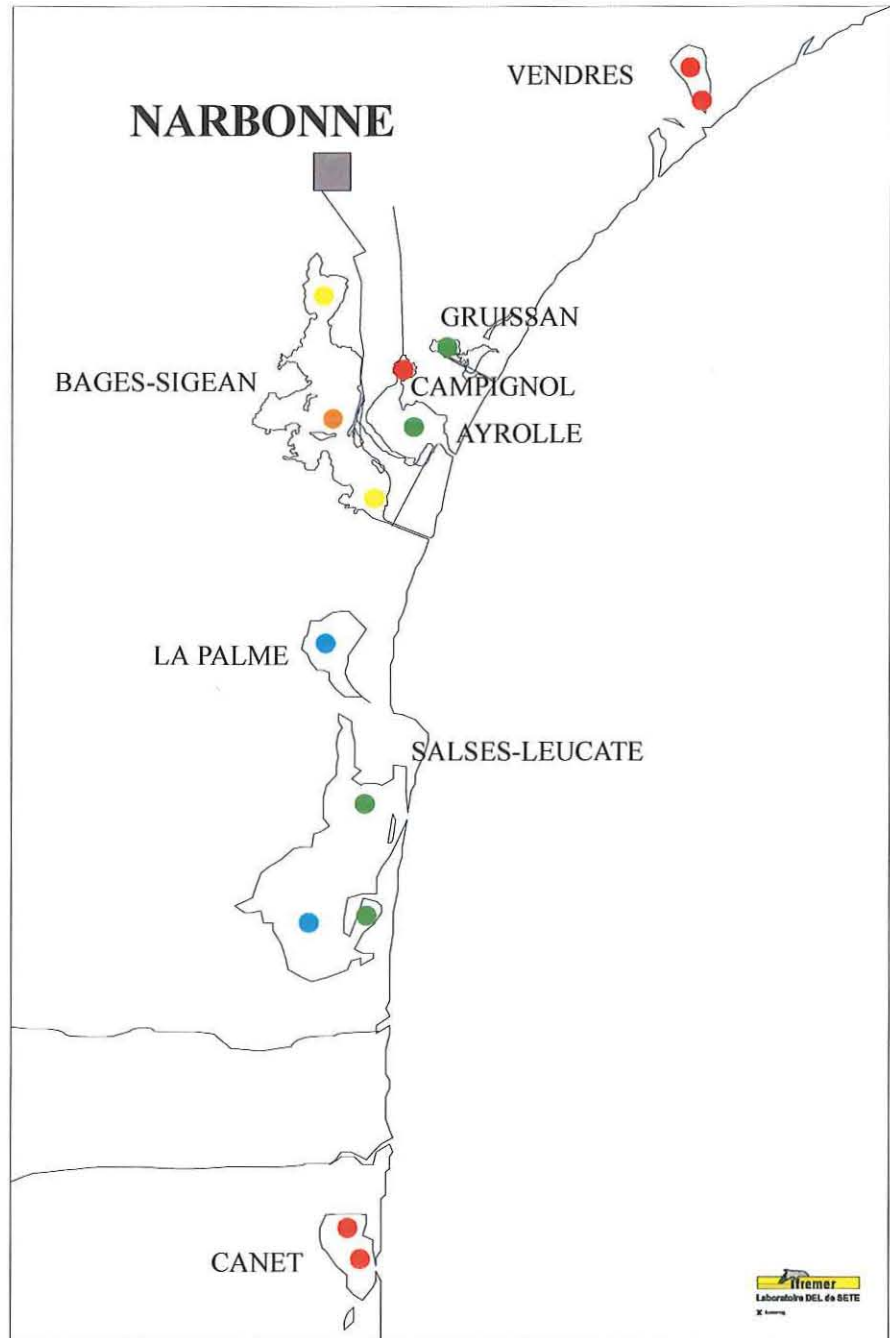 VENDRES
NARBONNE
GRUISSAN
BAGES-SIGEAN
CAMPIGNOL
AYROLLE
LA PALME
SALSES-LEUCATE
CANET
Ifremer
Laboratoire DEL de SETE